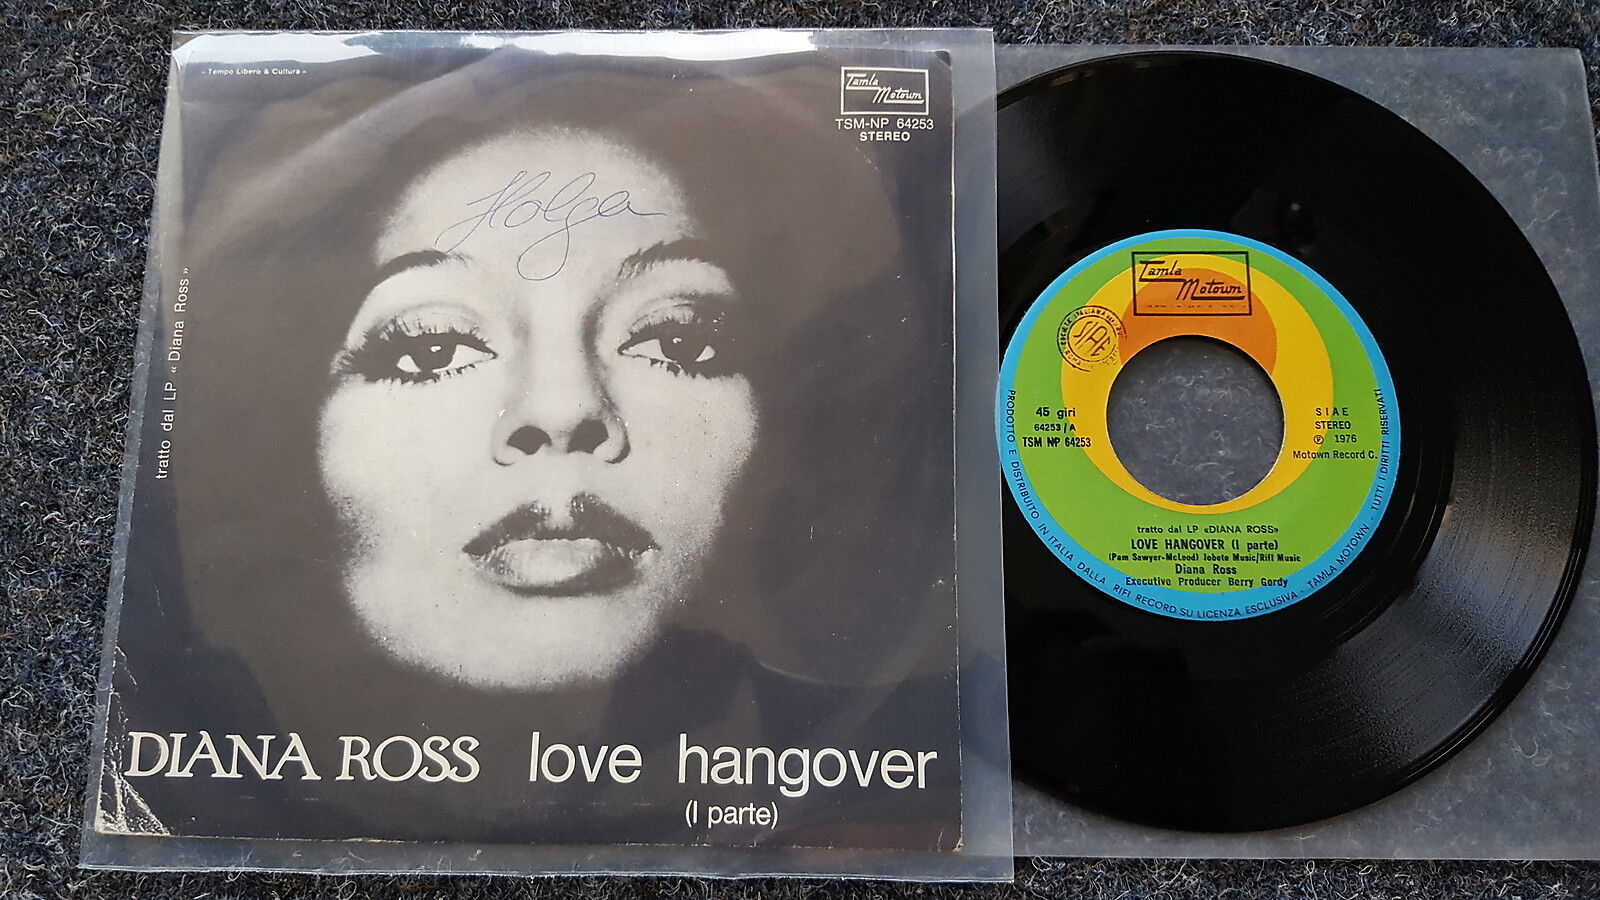 « Tempo Libero & Cultura »
Tamla
Motown
TSM-NP 64253
STEREO
Holga
tratto dal LP « Diana Ross »
DIANA ROSS love hangover
(I parte)
Tamla
Motown
SIAE
45 giri
64253/A
TSM NP 64253
SIAE
STEREO
℗ 1976
Motown Record C.
tratto dal LP «DIANA ROSS»
LOVE HANGOVER (I parte)
(Pam Sawyer-McLeod) Jobete Music/Rifi Music
Diana Ross
Executive Producer Berry Gordy
PRODOTTO E DISTRIBUITO IN ITALIA DALLA RIFI RECORD SU LICENZA ESCLUSIVA - TAMLA MOTOWN - TUTTI I DIRITTI RISERVATI